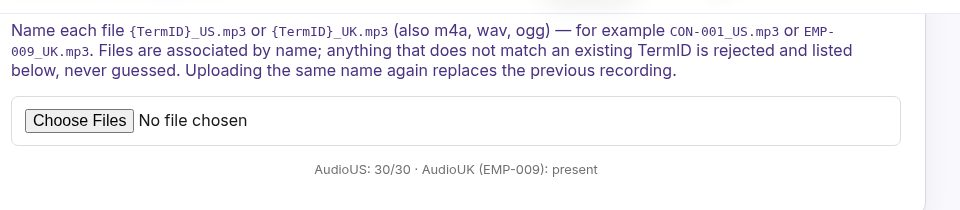 Name each file {TermID}_US.mp3 or {TermID}_UK.mp3 (also m4a, wav, ogg) — for example CON-001_US.mp3 or EMP-
009_UK.mp3. Files are associated by name; anything that does not match an existing TermID is rejected and listed
below, never guessed. Uploading the same name again replaces the previous recording.
Choose Files No file chosen
AudioUS: 30/30 · AudioUK (EMP-009): present